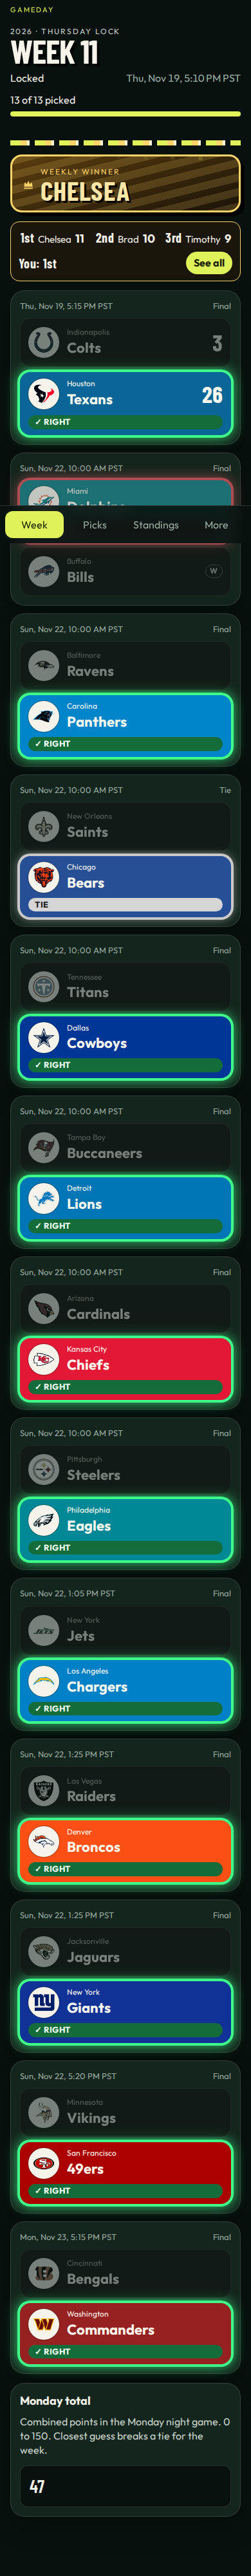 GAMEDAY
2026 · THURSDAY LOCK
WEEK 11
Locked Thu, Nov 19, 5:10 PM PST
13 of 13 picked
WEEKLY WINNER
CHELSEA
1st Chelsea 11 2nd Brad 10 3rd Timothy 9
You: 1st See all
Thu, Nov 19, 5:15 PM PST Final
Indianapolis
Colts 3
Houston
Texans 26
✓ RIGHT
Sun, Nov 22, 10:00 AM PST Final
Miami
Dolphins
Week Picks Standings More
Buffalo
Bills W
Sun, Nov 22, 10:00 AM PST Final
Baltimore
Ravens
Carolina
Panthers
✓ RIGHT
Sun, Nov 22, 10:00 AM PST Tie
New Orleans
Saints
Chicago
Bears
TIE
Sun, Nov 22, 10:00 AM PST Final
Tennessee
Titans
Dallas
Cowboys
✓ RIGHT
Sun, Nov 22, 10:00 AM PST Final
Tampa Bay
Buccaneers
Detroit
Lions
✓ RIGHT
Sun, Nov 22, 10:00 AM PST Final
Arizona
Cardinals
Kansas City
Chiefs
✓ RIGHT
Sun, Nov 22, 10:00 AM PST Final
Pittsburgh
Steelers
Philadelphia
Eagles
✓ RIGHT
Sun, Nov 22, 1:05 PM PST Final
New York
Jets
Los Angeles
Chargers
✓ RIGHT
Sun, Nov 22, 1:25 PM PST Final
Las Vegas
Raiders
Denver
Broncos
✓ RIGHT
Sun, Nov 22, 1:25 PM PST Final
Jacksonville
Jaguars
New York
Giants
✓ RIGHT
Sun, Nov 22, 5:20 PM PST Final
Minnesota
Vikings
San Francisco
49ers
✓ RIGHT
Mon, Nov 23, 5:15 PM PST Final
Cincinnati
Bengals
Washington
Commanders
✓ RIGHT
Monday total
Combined points in the Monday night game. 0
to 150. Closest guess breaks a tie for the
week.
47